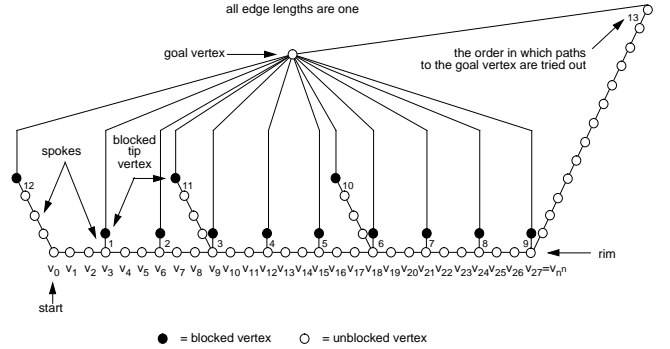 all edge lengths are one
13
goal vertex
the order in which paths
to the goal vertex are tried out
blocked
tip
vertex
spokes
12
11
10
1
2
3
4
5
6
7
8
9
rim
v0 v1 v2 v3 v4 v5 v6 v7 v8 v9 v10 v11 v12 v13 v14 v15 v16 v17 v18 v19 v20 v21 v22 v23 v24 v25 v26 v27=vnn
start
= blocked vertex
= unblocked vertex